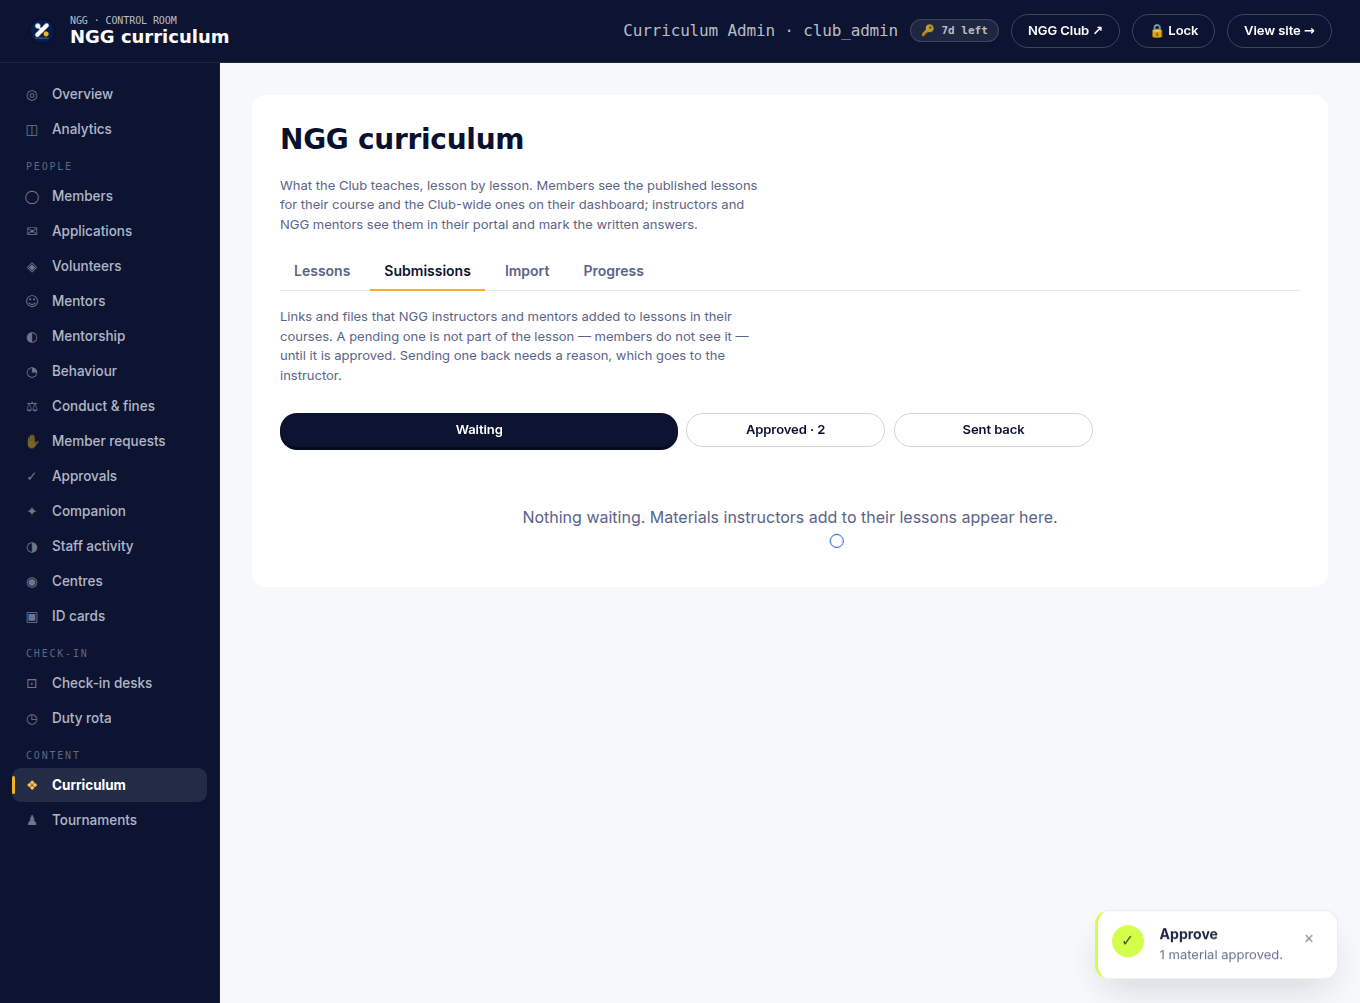 NGG · CONTROL ROOM
NGG curriculum
Curriculum Admin · club_admin
🔑 7d left
NGG Club ↗
🔒 Lock
View site →
Overview
Analytics
PEOPLE
Members
Applications
Volunteers
Mentors
Mentorship
Behaviour
Conduct & fines
Member requests
Approvals
Companion
Staff activity
Centres
ID cards
CHECK-IN
Check-in desks
Duty rota
CONTENT
Curriculum
Tournaments
NGG curriculum
What the Club teaches, lesson by lesson. Members see the published lessons
for their course and the Club-wide ones on their dashboard; instructors and
NGG mentors see them in their portal and mark the written answers.
Lessons Submissions Import Progress
Links and files that NGG instructors and mentors added to lessons in their
courses. A pending one is not part of the lesson — members do not see it —
until it is approved. Sending one back needs a reason, which goes to the
instructor.
Waiting Approved · 2 Sent back
Nothing waiting. Materials instructors add to their lessons appear here.
Approve
1 material approved.